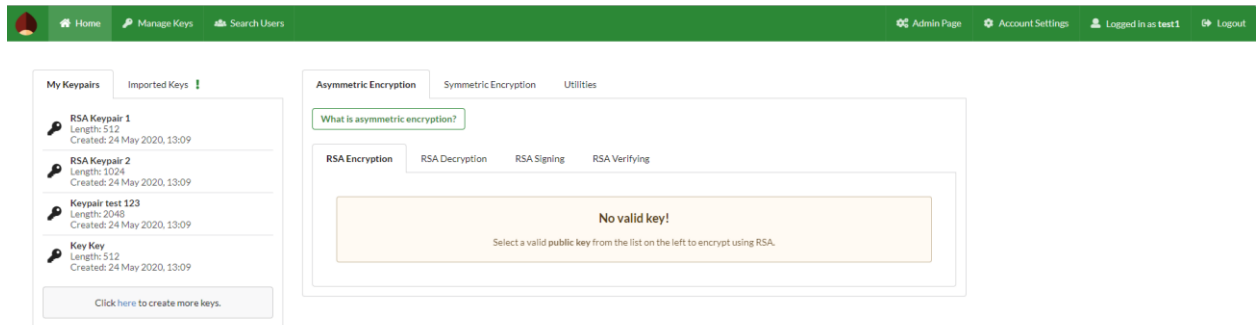 Home Manage Keys Search Users Admin Page Account Settings Logged in as test1 Logout
My Keypairs Imported Keys !
RSA Keypair 1
Length: 512
Created: 24 May 2020, 13:09
RSA Keypair 2
Length: 1024
Created: 24 May 2020, 13:09
Keypair test 123
Length: 2048
Created: 24 May 2020, 13:09
Key Key
Length: 512
Created: 24 May 2020, 13:09
Click here to create more keys.
Asymmetric Encryption Symmetric Encryption Utilities
What is asymmetric encryption?
RSA Encryption RSA Decryption RSA Signing RSA Verifying
No valid key!
Select a valid public key from the list on the left to encrypt using RSA.